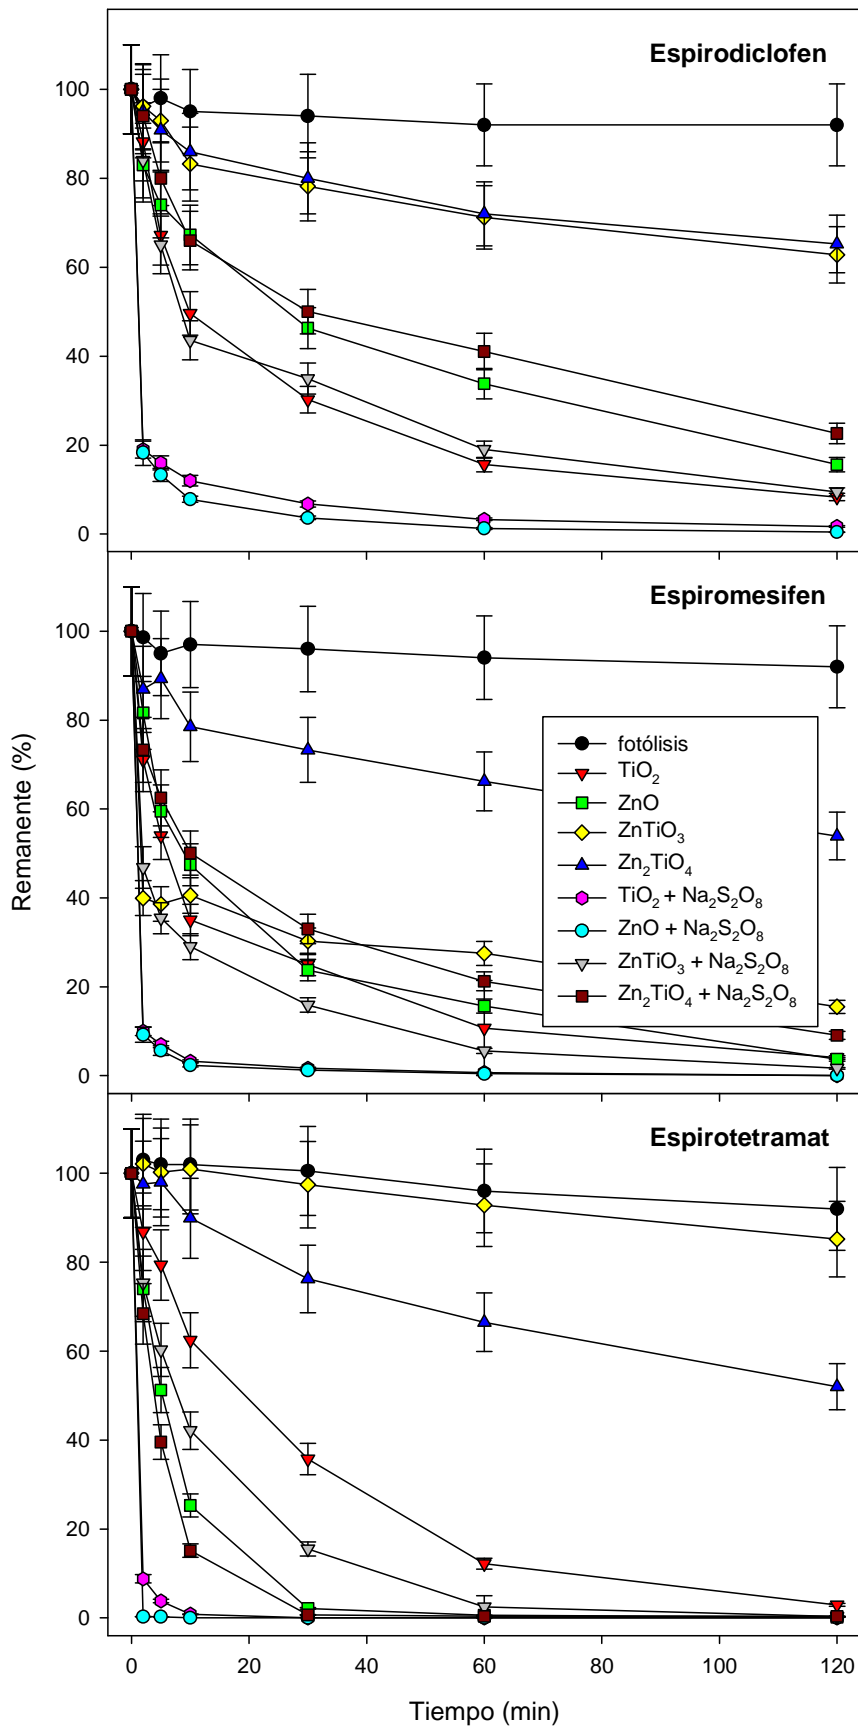 Espirodiclofen
100
80
60
40
20
0
Espiromesifen
100
80
60
40
20
0
Remanente (%)
fotólisis
TiO₂
ZnO
ZnTiO₃
Zn₂TiO₄
TiO₂ + Na₂S₂O₈
ZnO + Na₂S₂O₈
ZnTiO₃ + Na₂S₂O₈
Zn₂TiO₄ + Na₂S₂O₈
Espirotetramat
100
80
60
40
20
0
0 20 40 60 80 100 120
Tiempo (min)